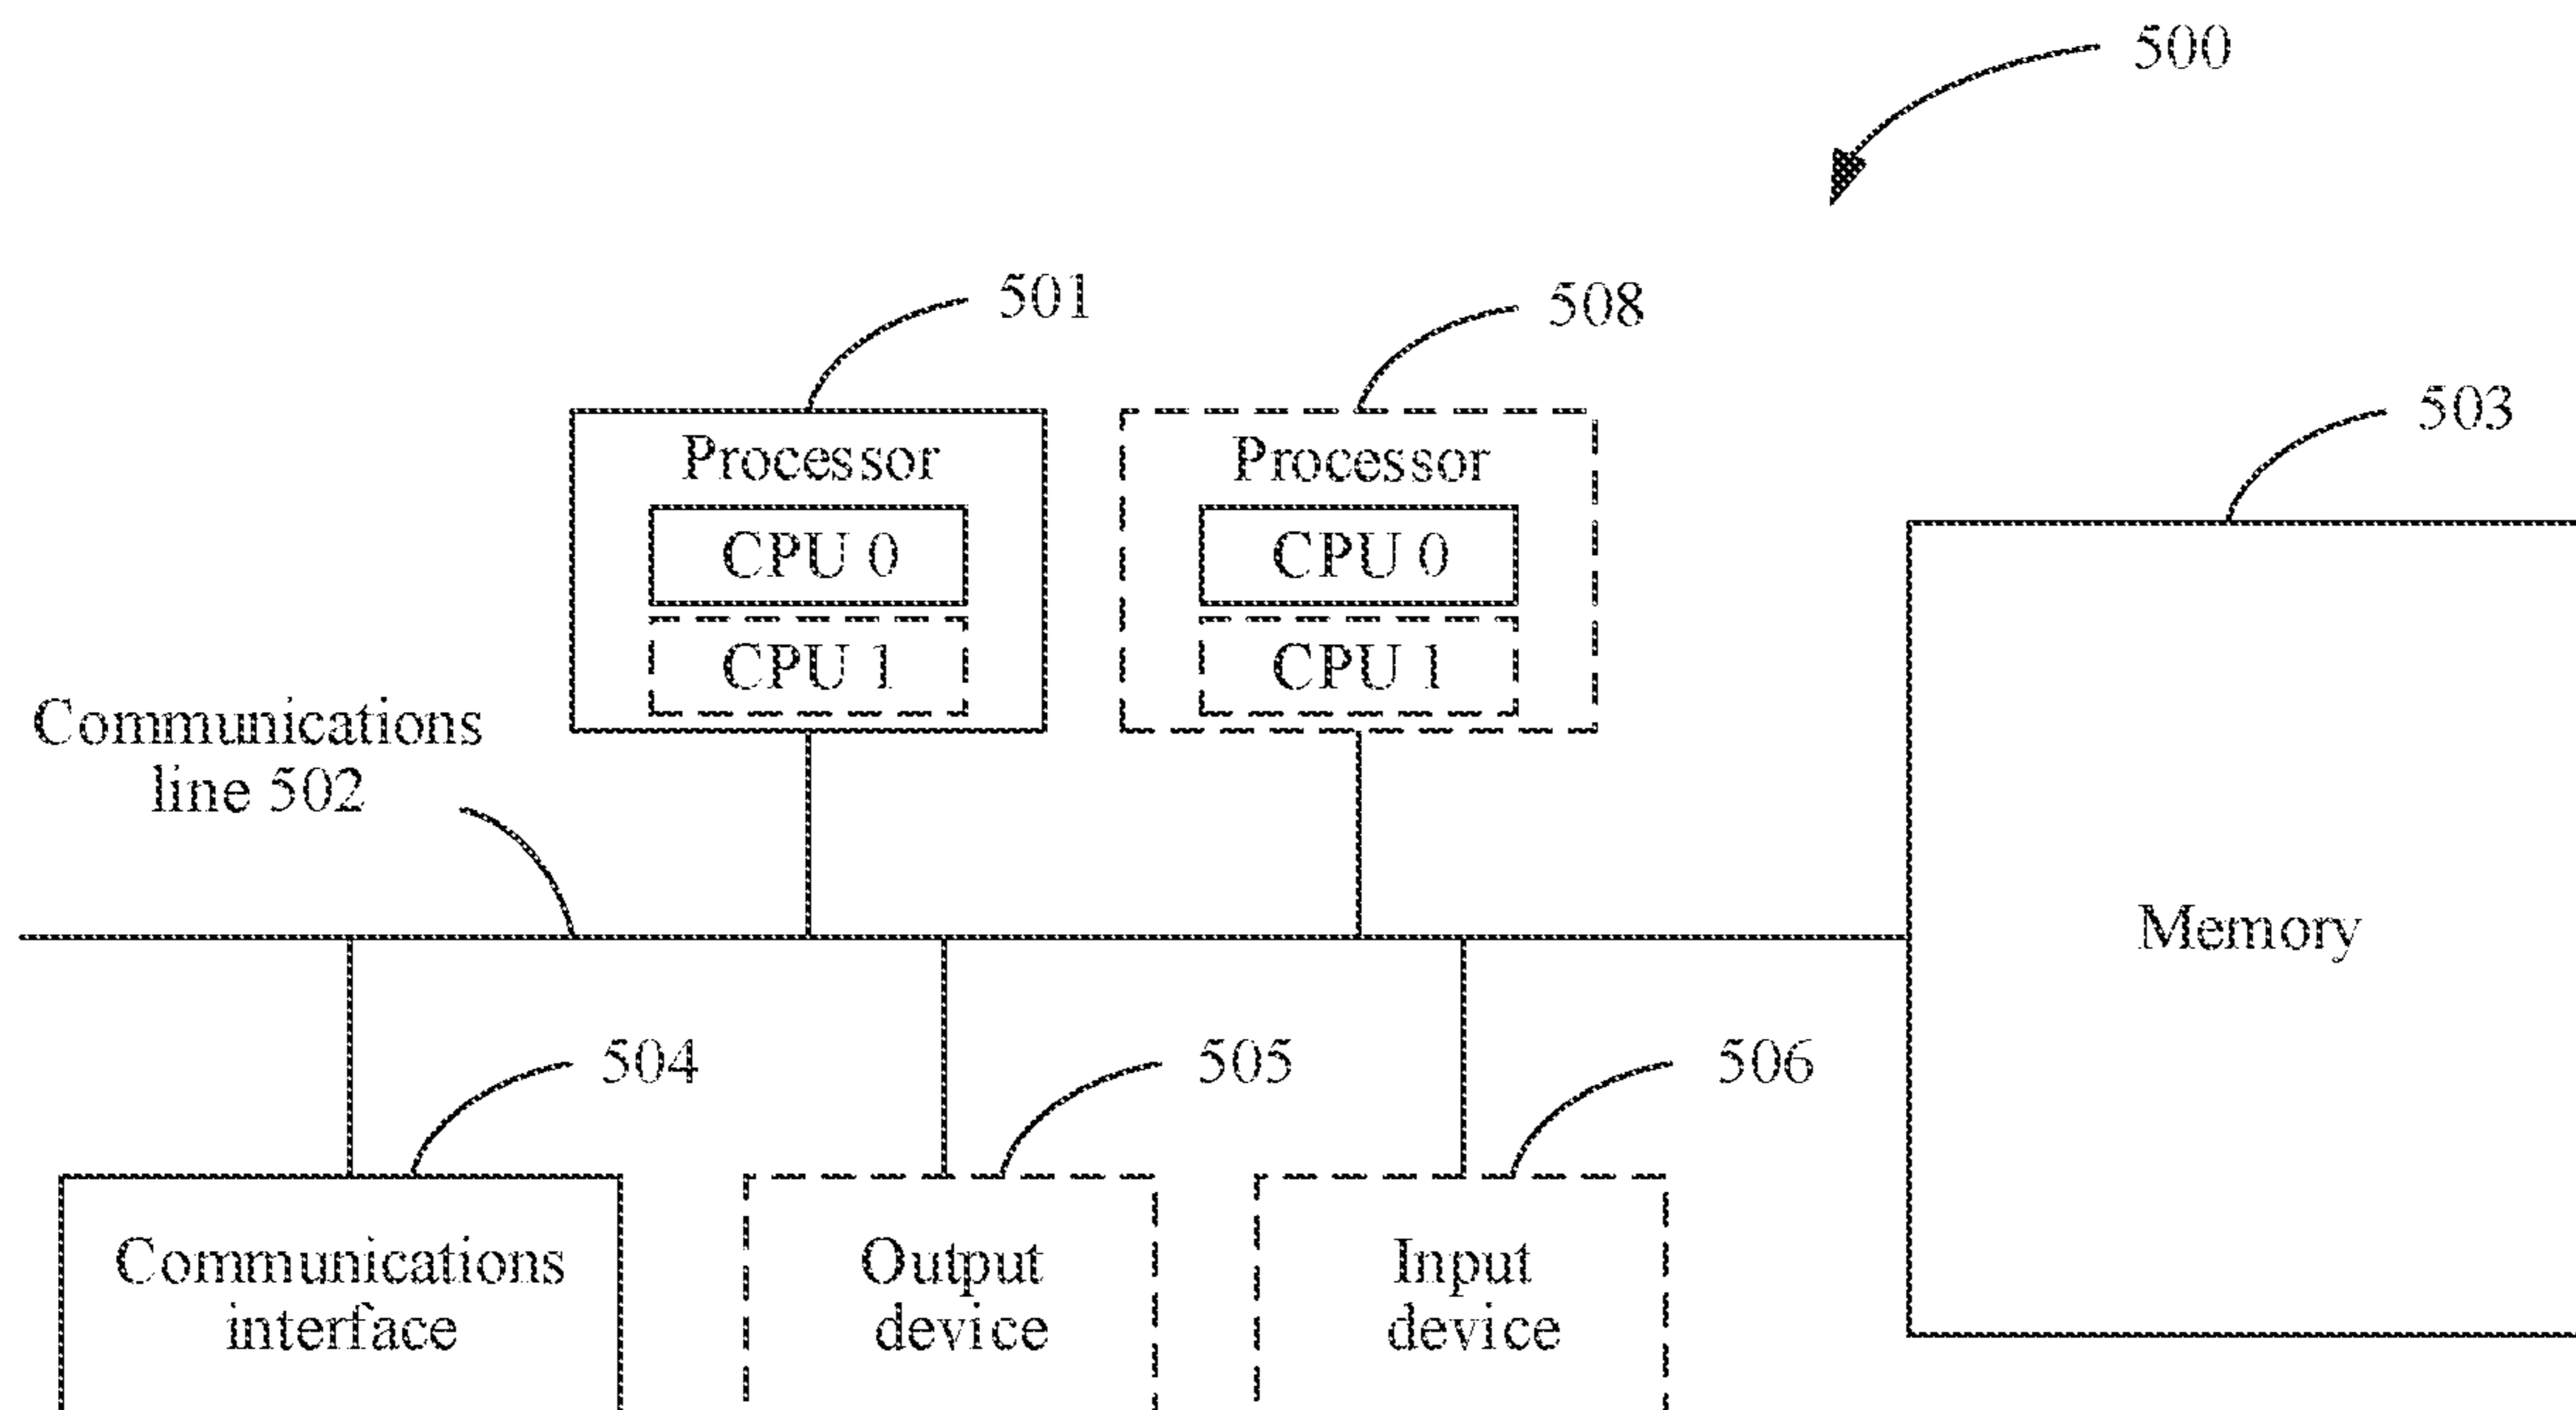 500
501
508
503
Processor
Processor
CPU 0
CPU 0
CPU 1
CPU 1
Communications
line 502
Memory
504
505
506
Communications
interface
Output
device
Input
device